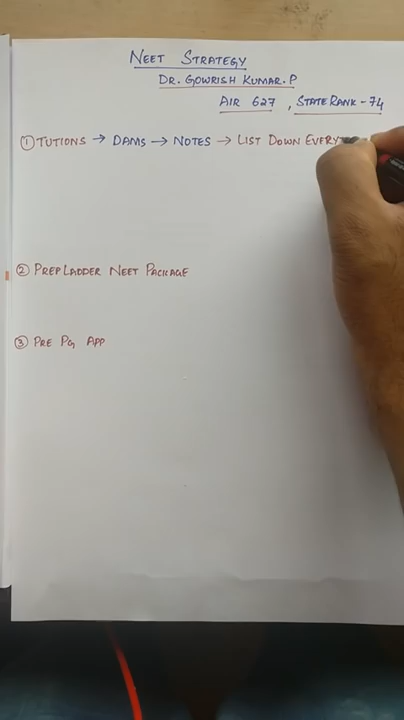 NEET STRATEGY
DR. GOWRISH KUMAR. P
AIR 627 , STATE RANK - 74
① TUTIONS → DAMS → NOTES → LIST DOWN EVERY
② PREPLADDER NEET PACKAGE
③ PRE PG APP